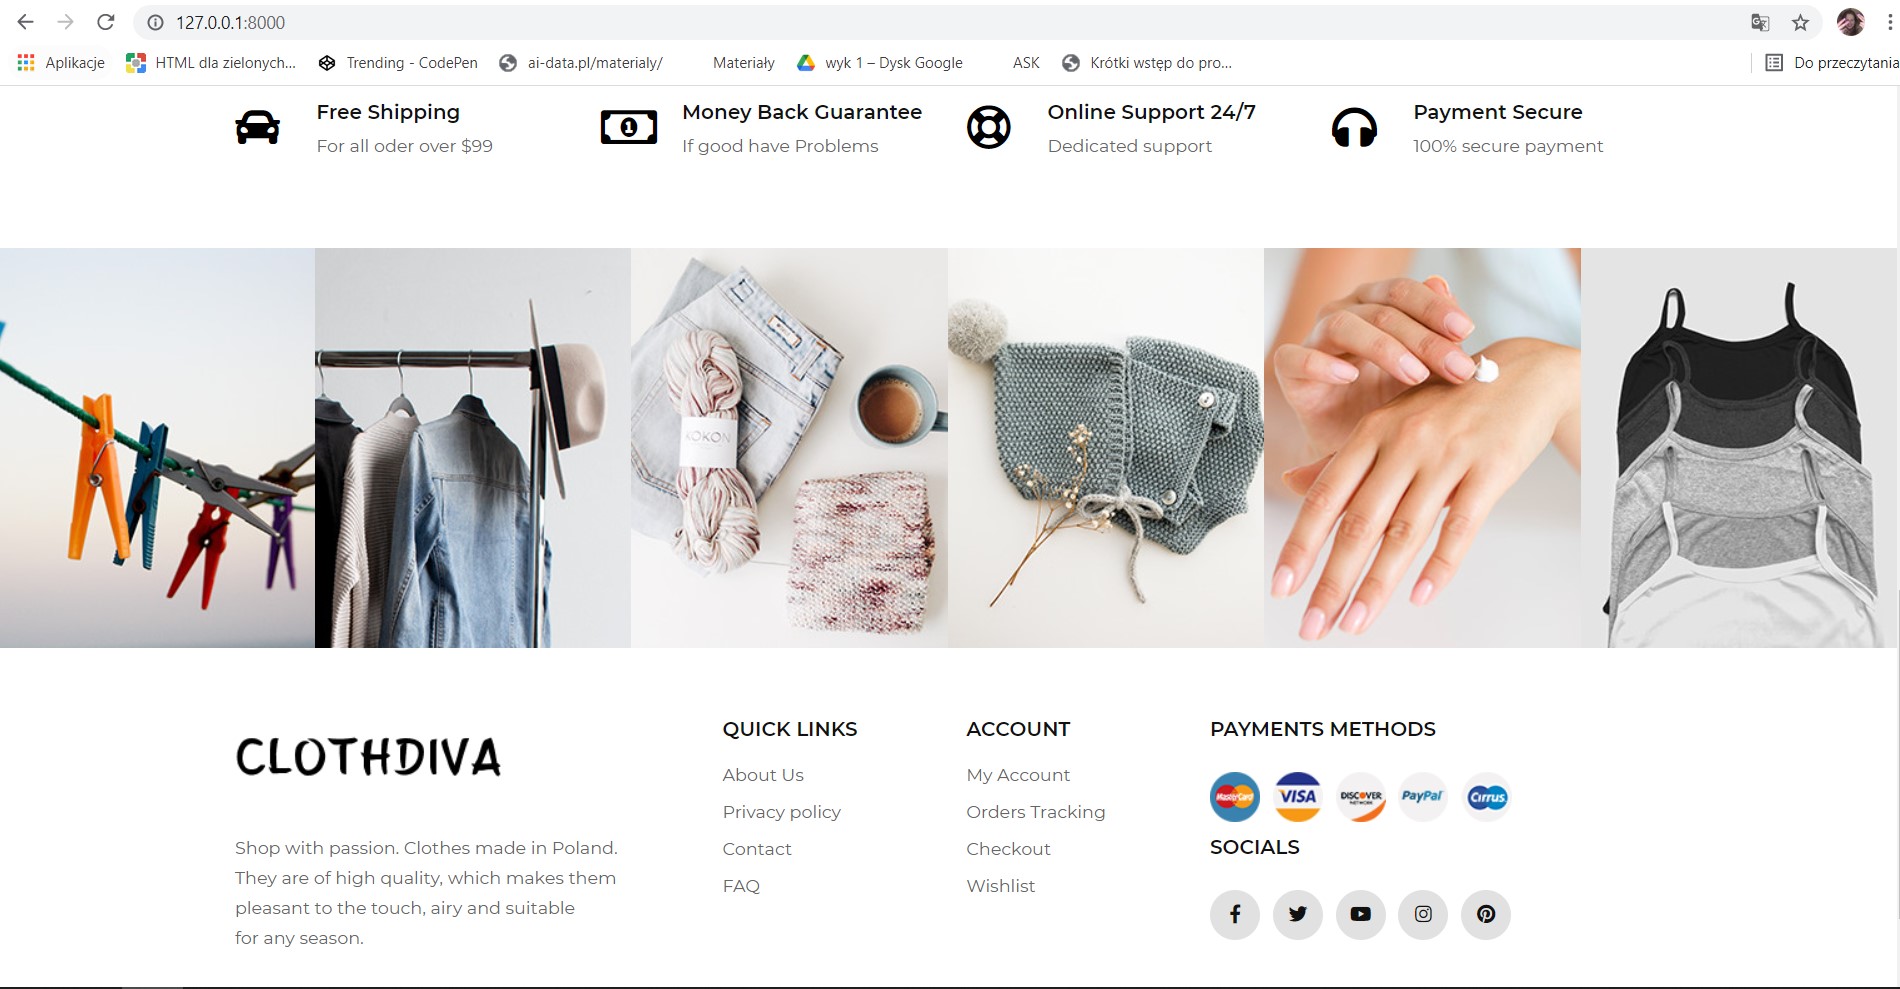 127.0.0.1:8000
Aplikacje
HTML dla zielonych...
Trending - CodePen
ai-data.pl/materialy/
Materiały
wyk 1 – Dysk Google
ASK
Krótki wstęp do pro...
Do przeczytania
Free Shipping
For all oder over $99
Money Back Guarantee
If good have Problems
Online Support 24/7
Dedicated support
Payment Secure
100% secure payment
KOKON
CLOTHDIVA
Shop with passion. Clothes made in Poland.
They are of high quality, which makes them
pleasant to the touch, airy and suitable
for any season.
QUICK LINKS
About Us
Privacy policy
Contact
FAQ
ACCOUNT
My Account
Orders Tracking
Checkout
Wishlist
PAYMENTS METHODS
MasterCard
VISA
DISCOVER
NETWORK
PayPal
Cirrus
SOCIALS